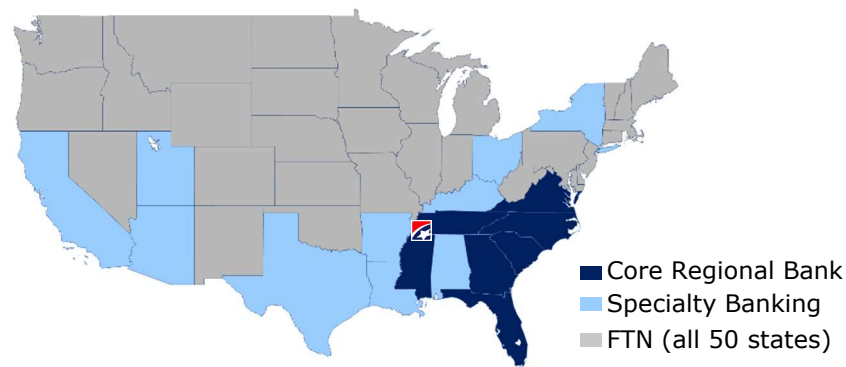 Core Regional Bank
Specialty Banking
FTN (all 50 states)